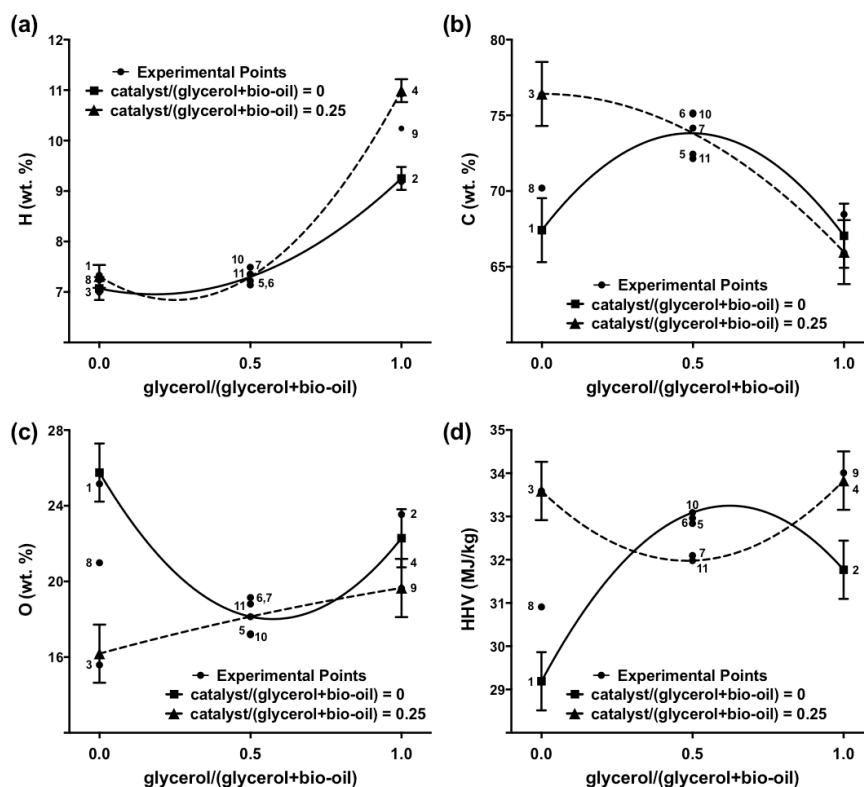 (a)
12
11
10
9
8
7
6
H (wt. %)
Experimental Points
catalyst/(glycerol+bio-oil) = 0
catalyst/(glycerol+bio-oil) = 0.25
1
8
3
10
7
11
5,6
4
9
2
0.0 0.5 1.0
glycerol/(glycerol+bio-oil)
(b)
80
75
70
65
60
C (wt. %)
3
8
1
6 10
7
5
11
Experimental Points
catalyst/(glycerol+bio-oil) = 0
catalyst/(glycerol+bio-oil) = 0.25
0.0 0.5 1.0
glycerol/(glycerol+bio-oil)
(c)
28
24
20
16
12
O (wt. %)
1
8
3
6,7
11
5 10
2
4
9
Experimental Points
catalyst/(glycerol+bio-oil) = 0
catalyst/(glycerol+bio-oil) = 0.25
0.0 0.5 1.0
glycerol/(glycerol+bio-oil)
(d)
35
34
33
32
31
30
29
28
HHV (MJ/kg)
3
8
1
10
6 5
7
11
9
4
2
Experimental Points
catalyst/(glycerol+bio-oil) = 0
catalyst/(glycerol+bio-oil) = 0.25
0.0 0.5 1.0
glycerol/(glycerol+bio-oil)